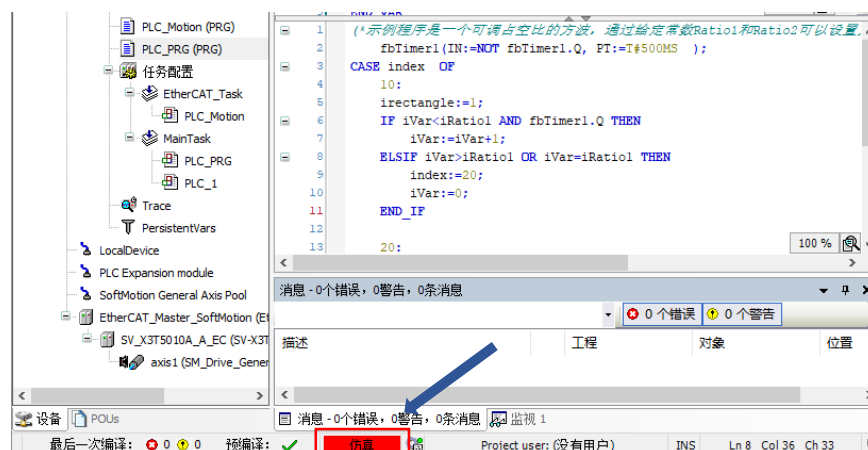 PLC_Motion (PRG)
PLC_PRG (PRG)
任务配置
EtherCAT_Task
PLC_Motion
MainTask
PLC_PRG
PLC_1
Trace
PersistentVars
LocalDevice
PLC Expansion module
SoftMotion General Axis Pool
EtherCAT_Master_SoftMotion (Et
SV_X3T5010A_A_EC (SV-X3T
axis1 (SM_Drive_Gener
设备
POUs
END_VAR
1 (*示例程序是一个可调占空比的方波，通过给定常数Ratio1和Ratio2可以设置
2 fbTimer1(IN:=NOT fbTimer1.Q, PT:=T#500MS );
3 CASE index OF
4 10:
5 irectangle:=1;
6 IF iVar<iRatio1 AND fbTimer1.Q THEN
7 iVar:=iVar+1;
8 ELSIF iVar>iRatio1 OR iVar=iRatio1 THEN
9 index:=20;
10 iVar:=0;
11 END_IF
12
13 20:
100 %
消息 - 0个错误，0警告，0条消息
0 个错误 0 个警告
描述 工程 对象 位置
消息 - 0个错误，0警告，0条消息 监视 1
最后一次编译： 0 0 预编译： 仿真 Project user: (没有用户) INS Ln 8 Col 36 Ch 33